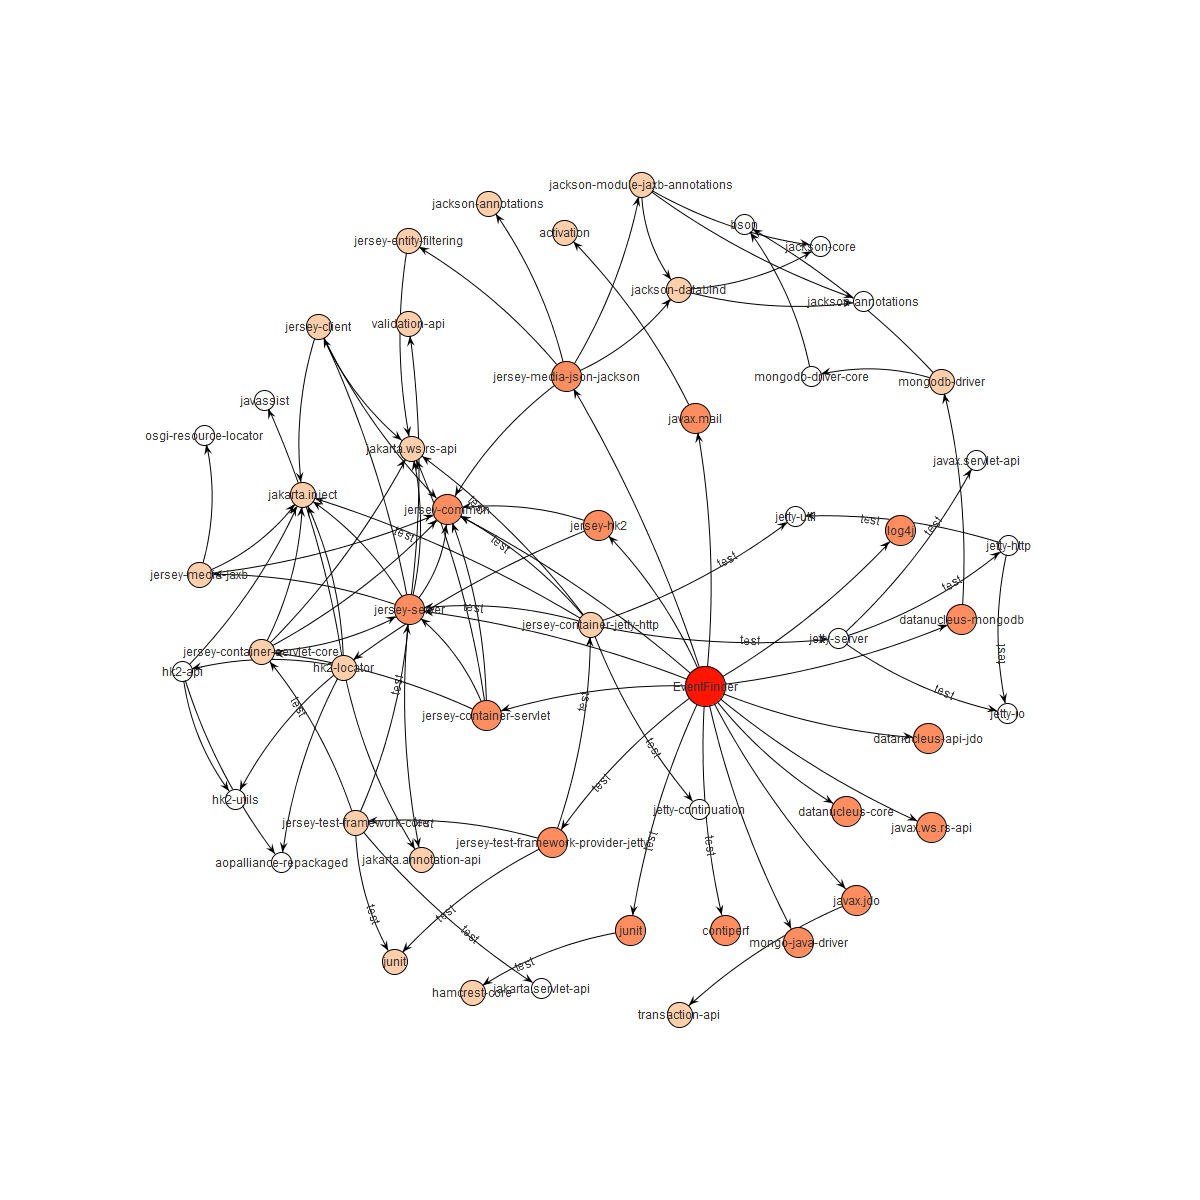 jackson-module-jaxb-annotations
jackson-annotations
bson
activation
jersey-entity-filtering
jackson-core
jackson-databind
jackson-annotations
validation-api
jersey-client
jersey-media-json-jackson
mongodb-driver-core
mongodb-driver
javassist
javax.mail
osgi-resource-locator
jakarta.ws.rs-api
javax.servlet-api
jakarta.inject
test
jersey-common
jetty-util
test
jersey-hk2
log4j
test
test
test
jetty-http
test
jersey-media-jaxb
test
jersey-server
test
datanucleus-mongodb
jersey-container-jetty-http
test
jetty-server
jersey-container-servlet-core
test
hk2-api
hk2-locator
test
EventFinder
test
test
test
jersey-container-servlet
jetty-io
datanucleus-api-jdo
test
test
hk2-utils
jetty-continuation
datanucleus-core
jersey-test-framework-core
test
javax.ws.rs-api
jersey-test-framework-provider-jetty
test
test
aopalliance-repackaged
jakarta.annotation-api
javax.jdo
test
test
junit
contiperf
test
mongo-java-driver
junit
test
hamcrest-core
jakarta.servlet-api
transaction-api